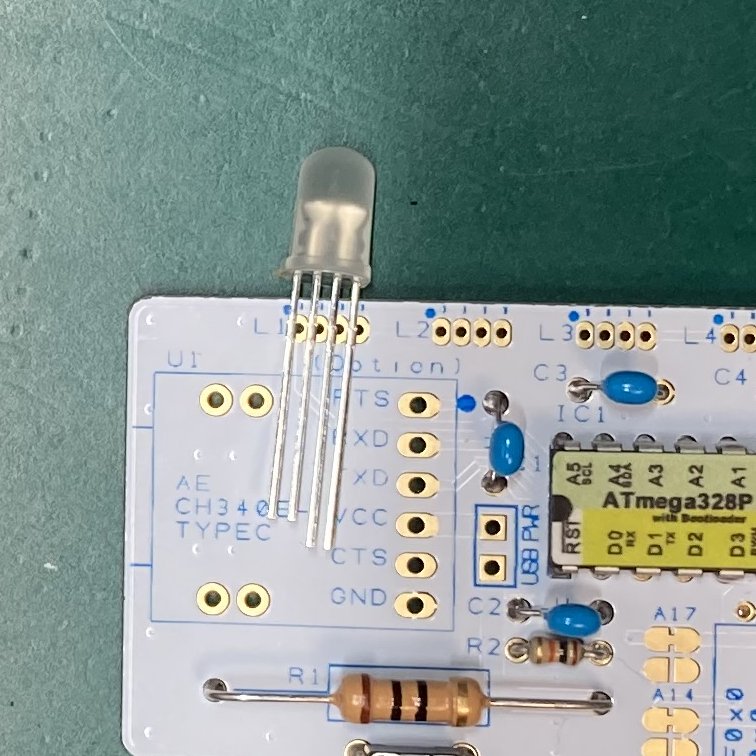 L1
L2
L3
L4
U1
(Option)
C3
C4
IC1
RTS
RXD
TXD
VCC
CTS
GND
AE
CH340E-
TYPEC
USB PWR
A5
SCL
A4
SDA
A3
A2
A1
ATmega328P
with Bootloader
RST
D0
RX
D1
TX
D2
D3
C2
R2
R1
A17
A14